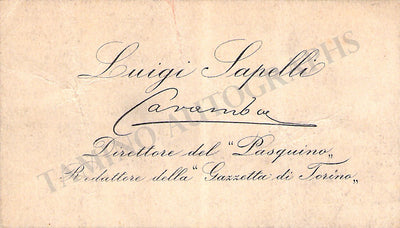 Luigi Sapelli
Caramba
Direttore del "Pasquino„
Redattore della "Gazzetta di Torino„
TAMINO AUTOGRAPHS